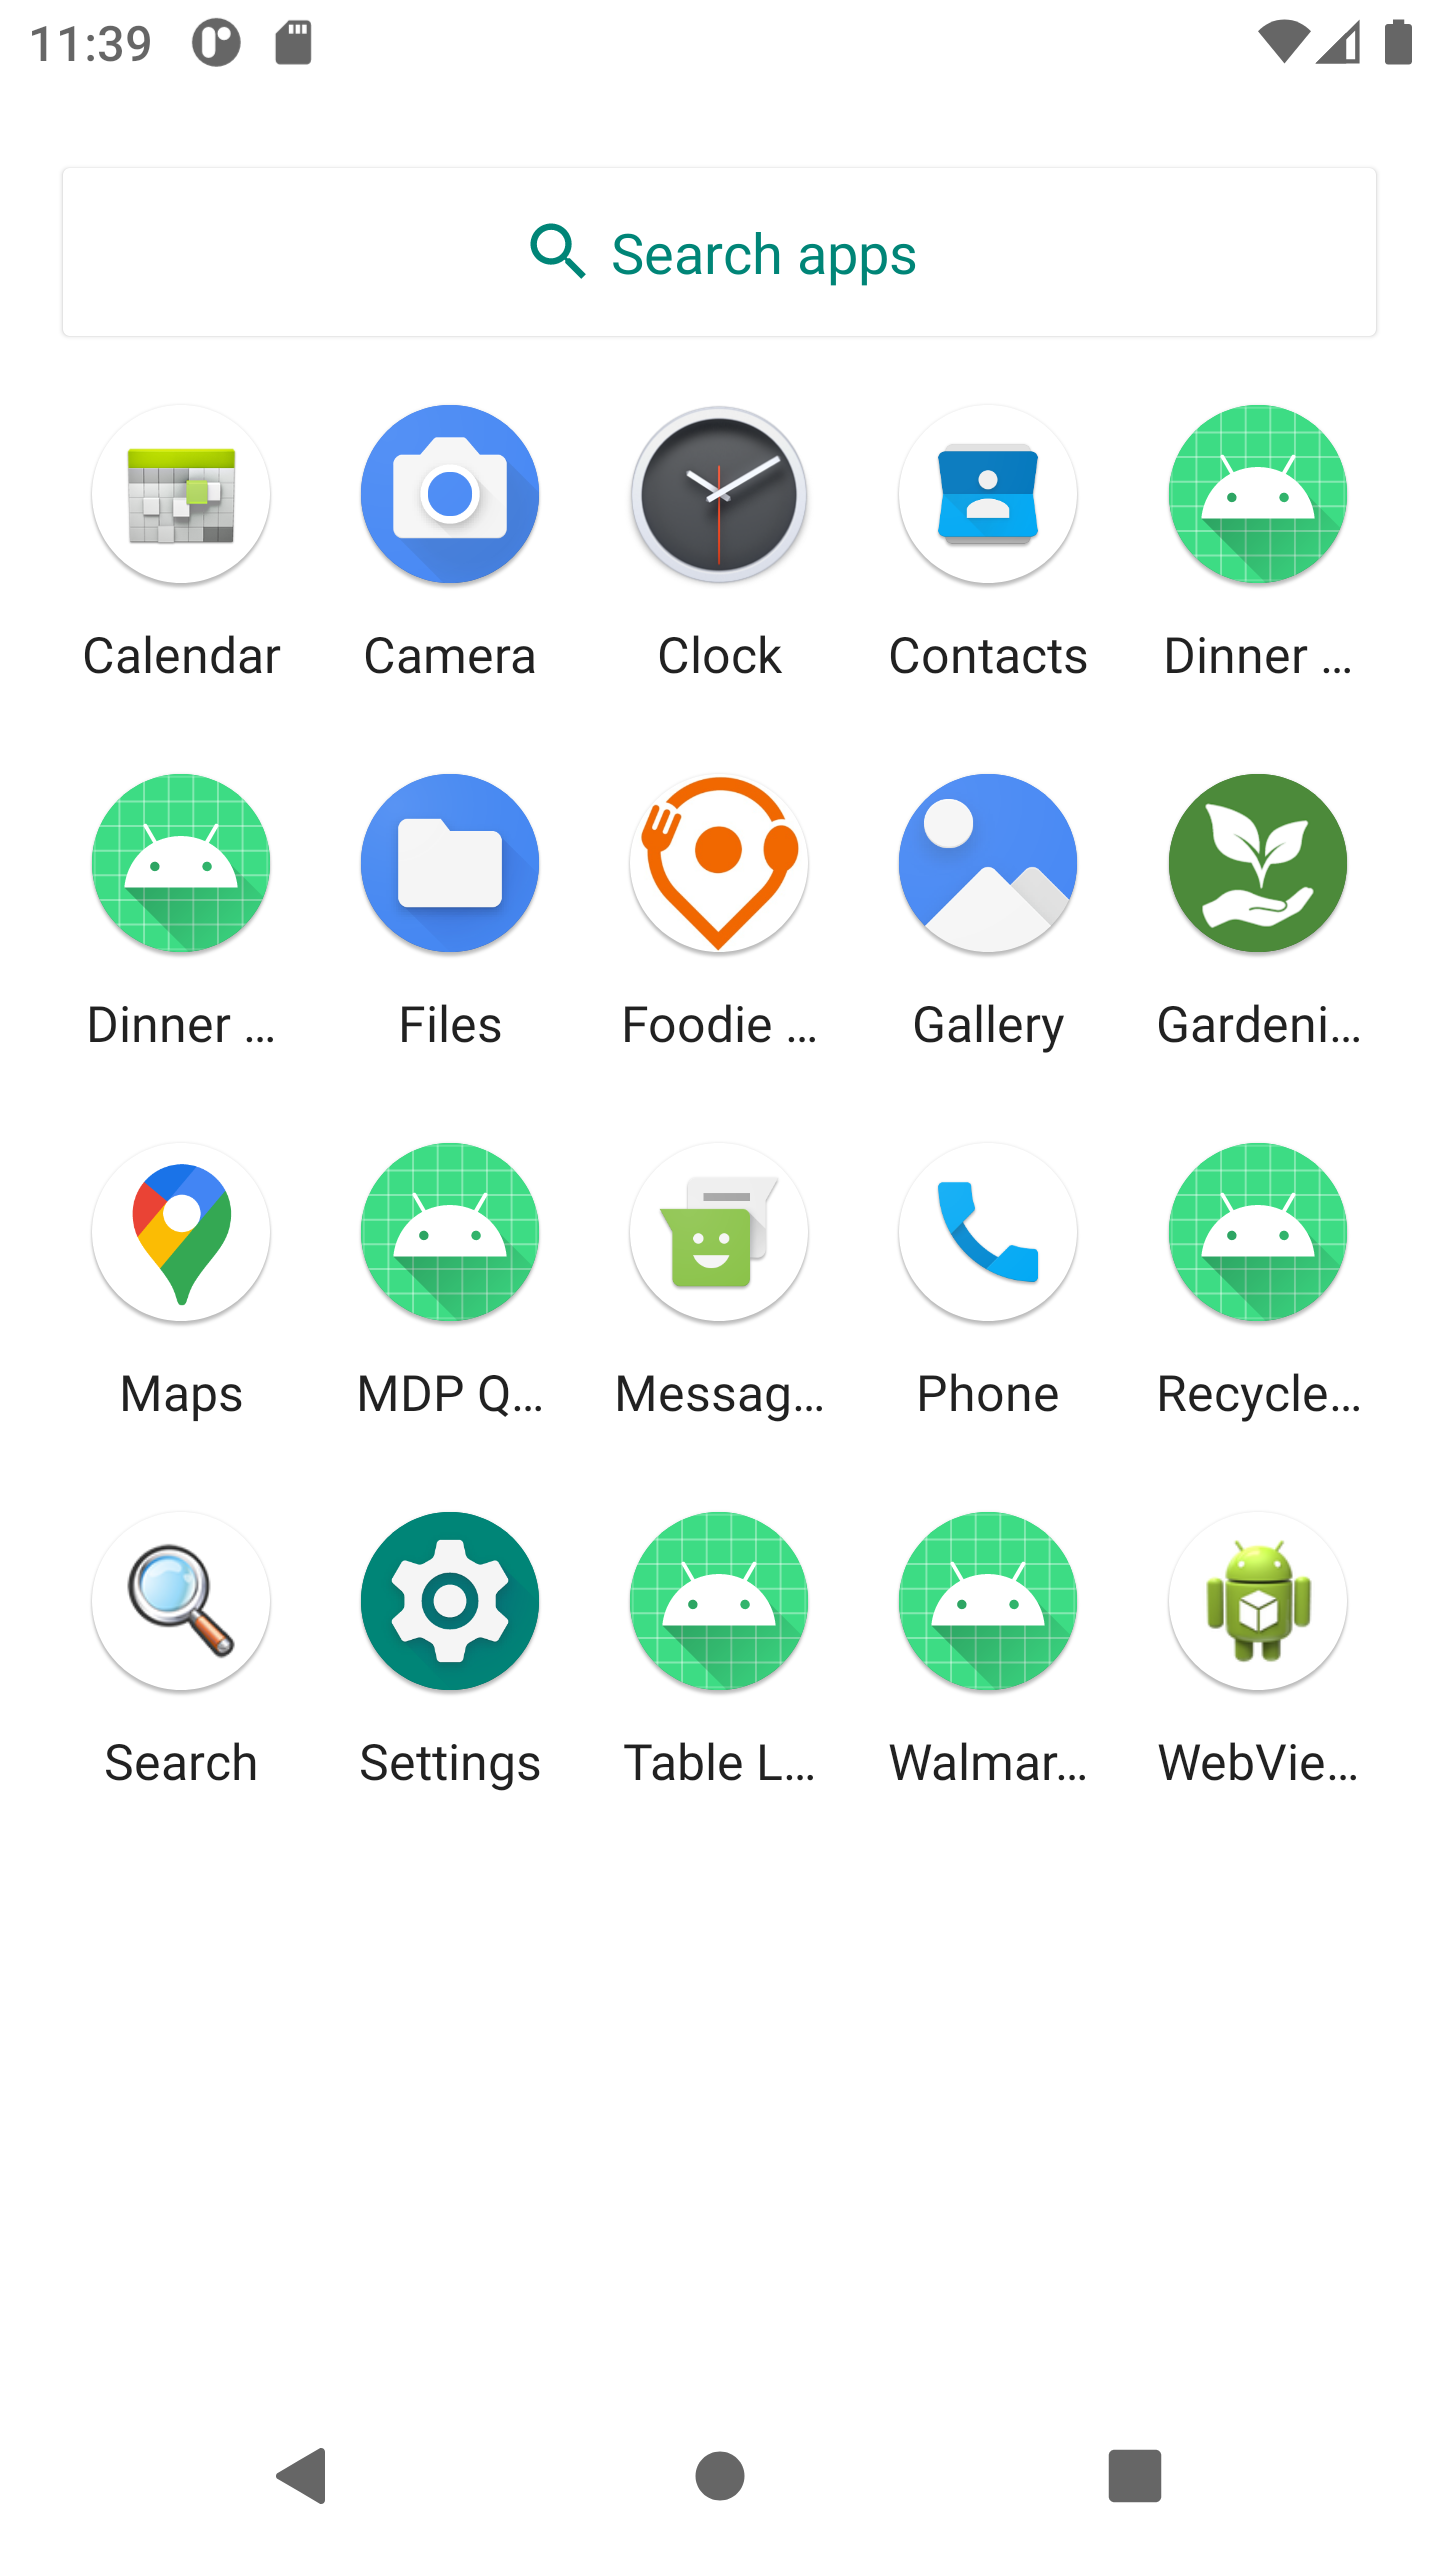 11:39
Search apps
Calendar Camera Clock Contacts Dinner ...
Dinner ... Files Foodie ... Gallery Gardeni...
Maps MDP Q... Messag... Phone Recycle...
Search Settings Table L... Walmar... WebVie...